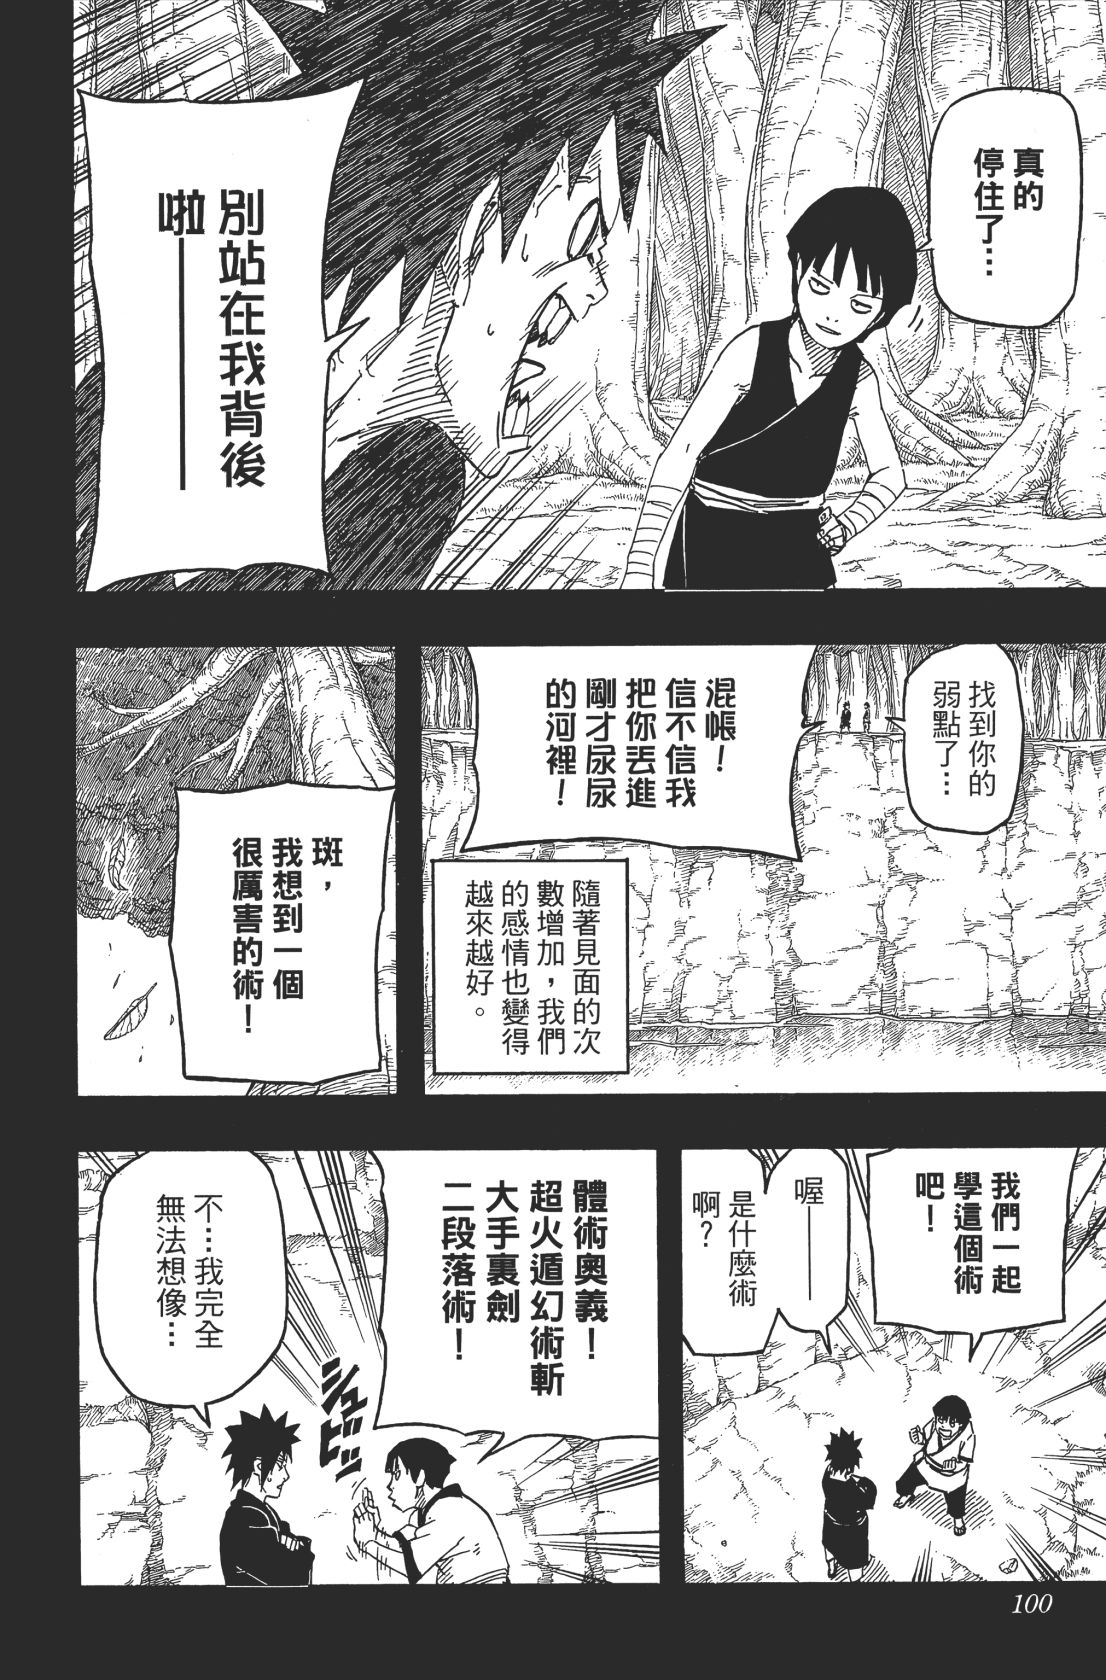 真的
停住了…
別站在我背後
啦——
找到你的
弱點了…
混帳！
信不信我
把你丟進
剛才尿尿
的河裡！
隨著見面的次
數增加，我們
的感情也變得
越來越好。
斑，
我想到一個
很厲害的術！
我們一起
學這個術
吧！
喔——
是什麼術
啊？
體術奧義！
超火遁幻術斬
大手裏劍
二段落術！
シュビビッ
不…我完全
無法想像…
100